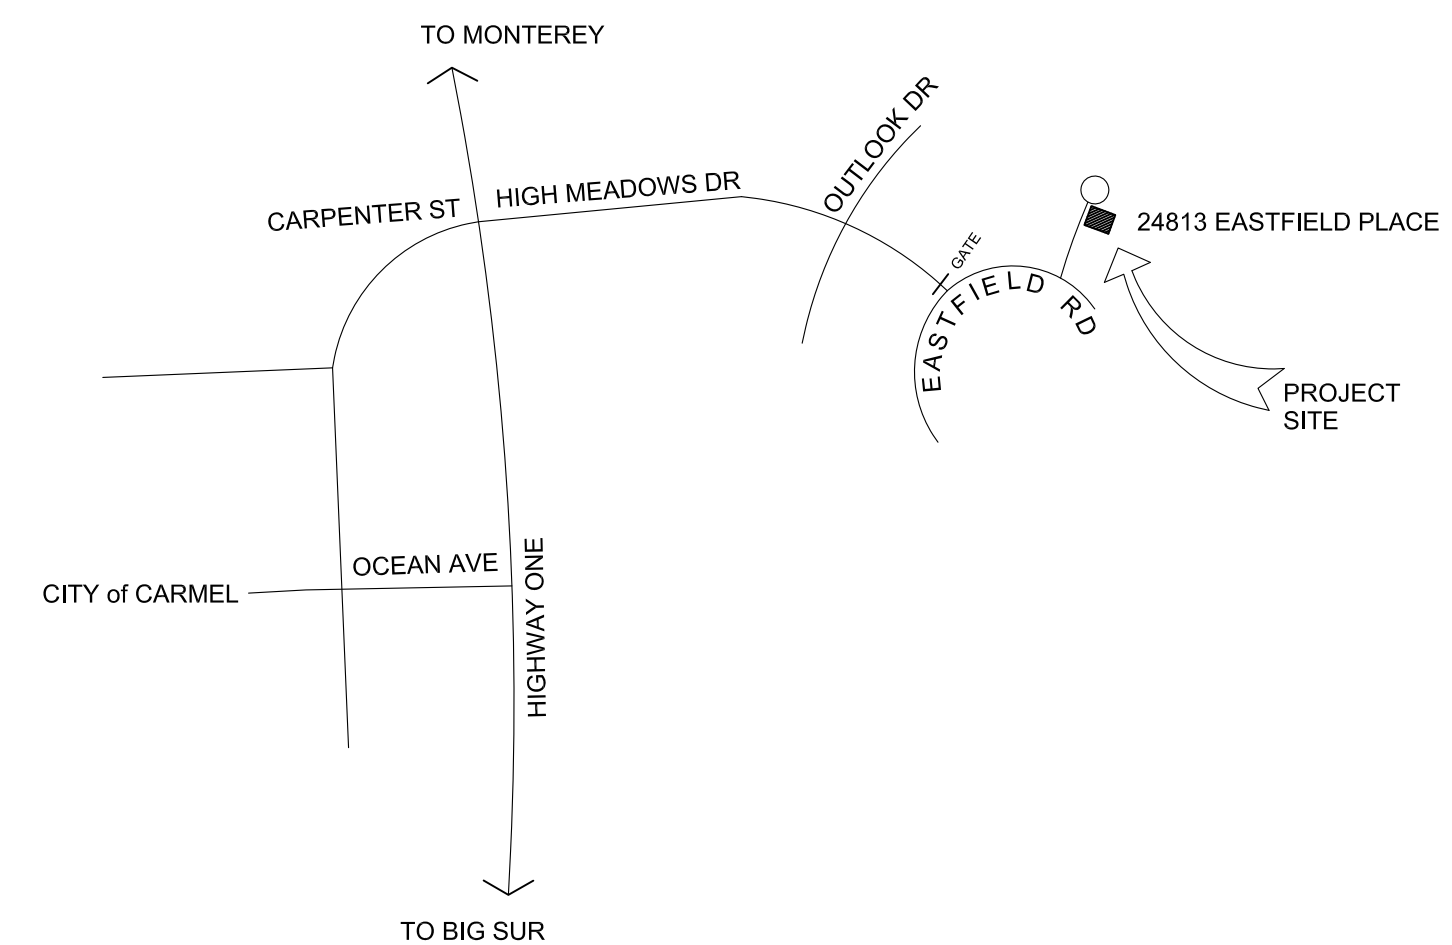 TO MONTEREY
OUTLOOK DR
HIGH MEADOWS DR
CARPENTER ST
24813 EASTFIELD PLACE
GATE
EASTFIELD RD
PROJECT
SITE
OCEAN AVE
CITY of CARMEL
HIGHWAY ONE
TO BIG SUR